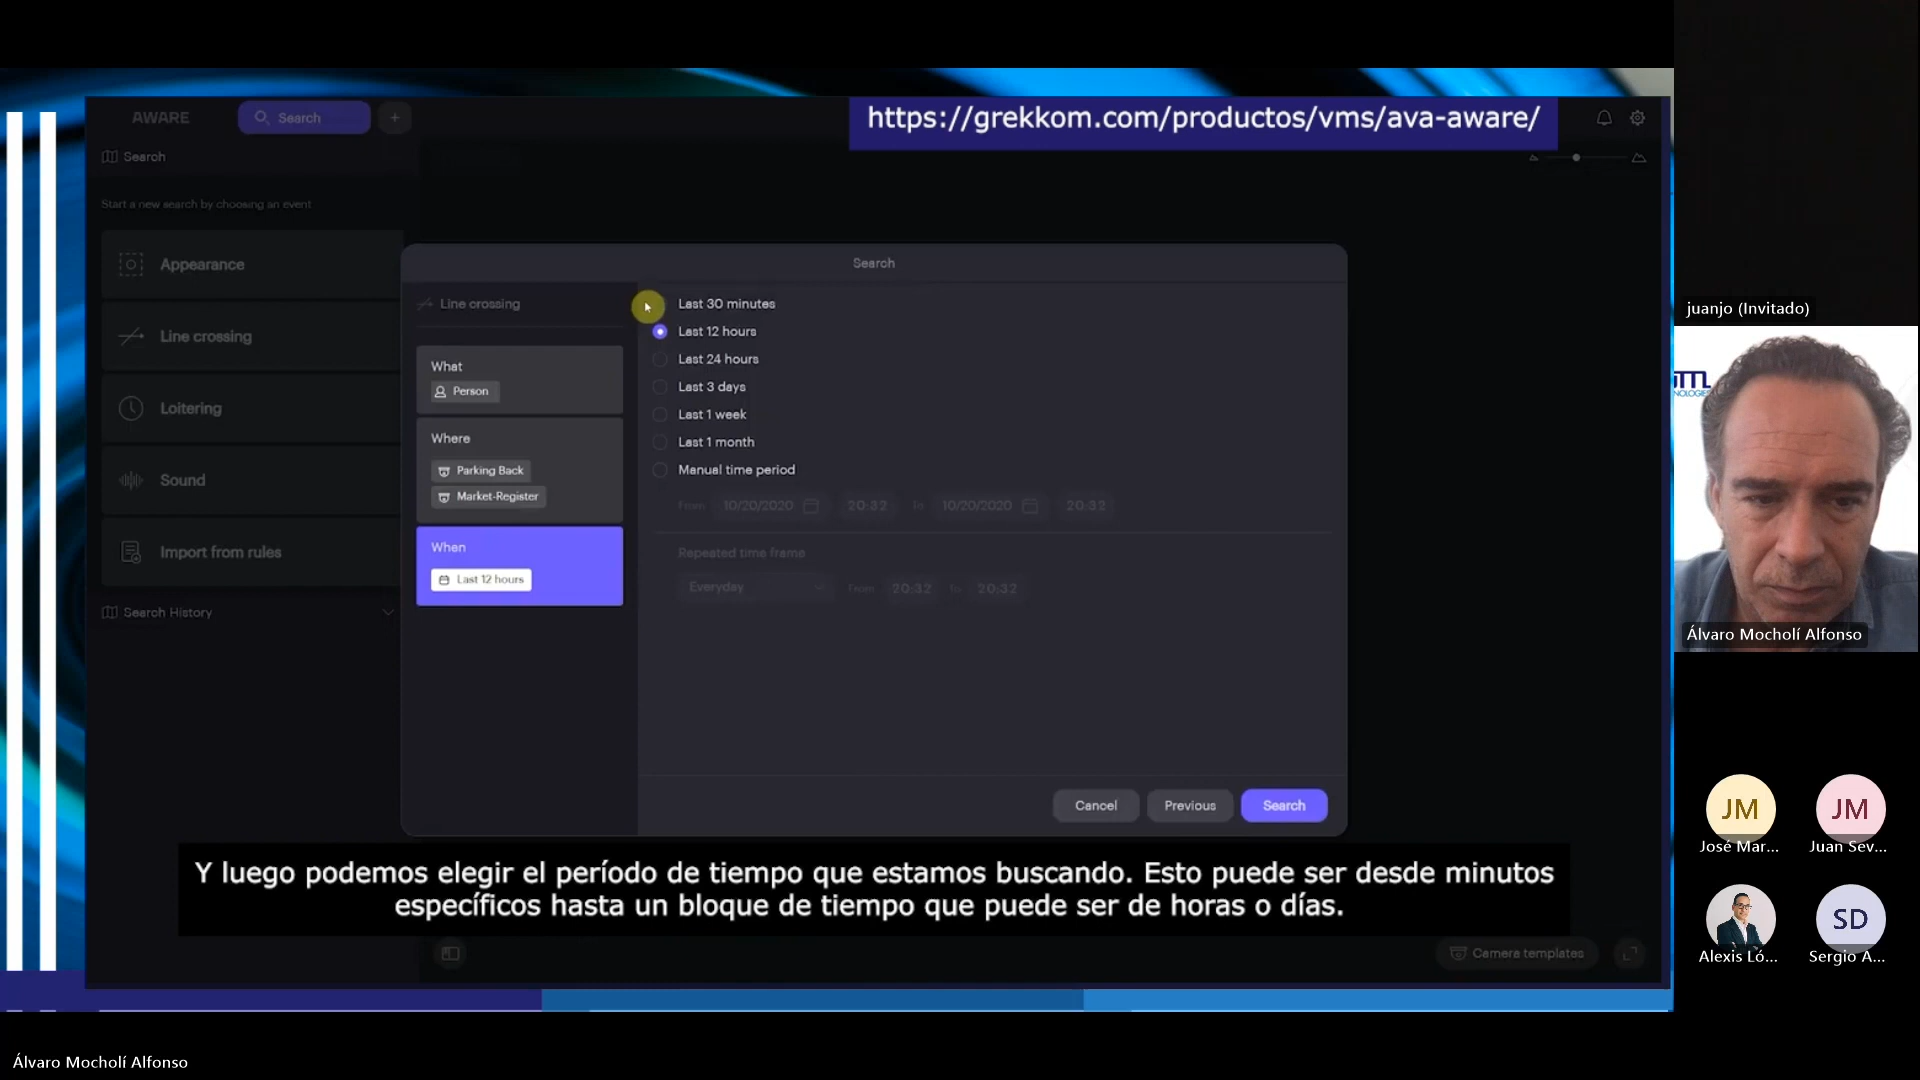 AWARE
Search
+
https://grekkom.com/productos/vms/ava-aware/
Search
Start a new search by choosing an event
Appearance
Line crossing
Loitering
Sound
Import from rules
Search History
Search
Line crossing
What
Person
Where
Parking Back
Market-Register
When
Last 12 hours
Last 30 minutes
Last 12 hours
Last 24 hours
Last 3 days
Last 1 week
Last 1 month
Manual time period
From 10/20/2020 20:32 to 10/20/2020 20:32
Repeated time frame
Everyday From 20:32 To 20:32
Cancel
Previous
Search
Y luego podemos elegir el período de tiempo que estamos buscando. Esto puede ser desde minutos
específicos hasta un bloque de tiempo que puede ser de horas o días.
Camera templates
juanjo (Invitado)
Álvaro Mocholí Alfonso
JM
José Mar...
JM
Juan Sev...
Alexis Ló...
SD
Sergio A...
Álvaro Mocholí Alfonso